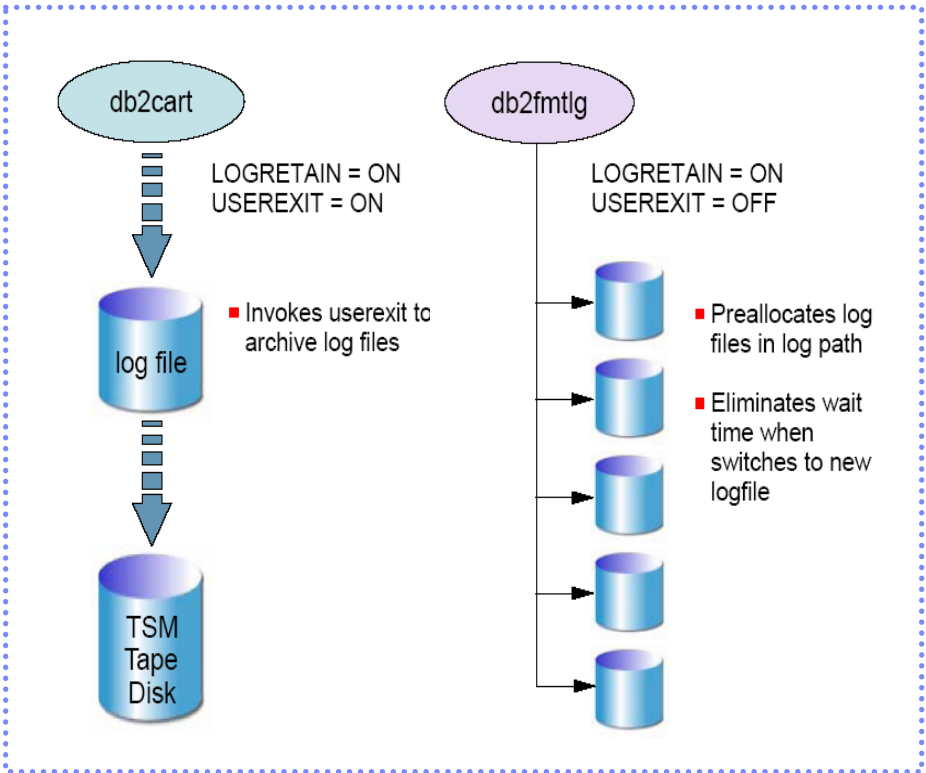 db2cart
LOGRETAIN = ON
USEREXIT = ON
log file
Invokes userexit to
archive log files
TSM
Tape
Disk
db2fmtlg
LOGRETAIN = ON
USEREXIT = OFF
Preallocates log
files in log path
Eliminates wait
time when
switches to new
logfile